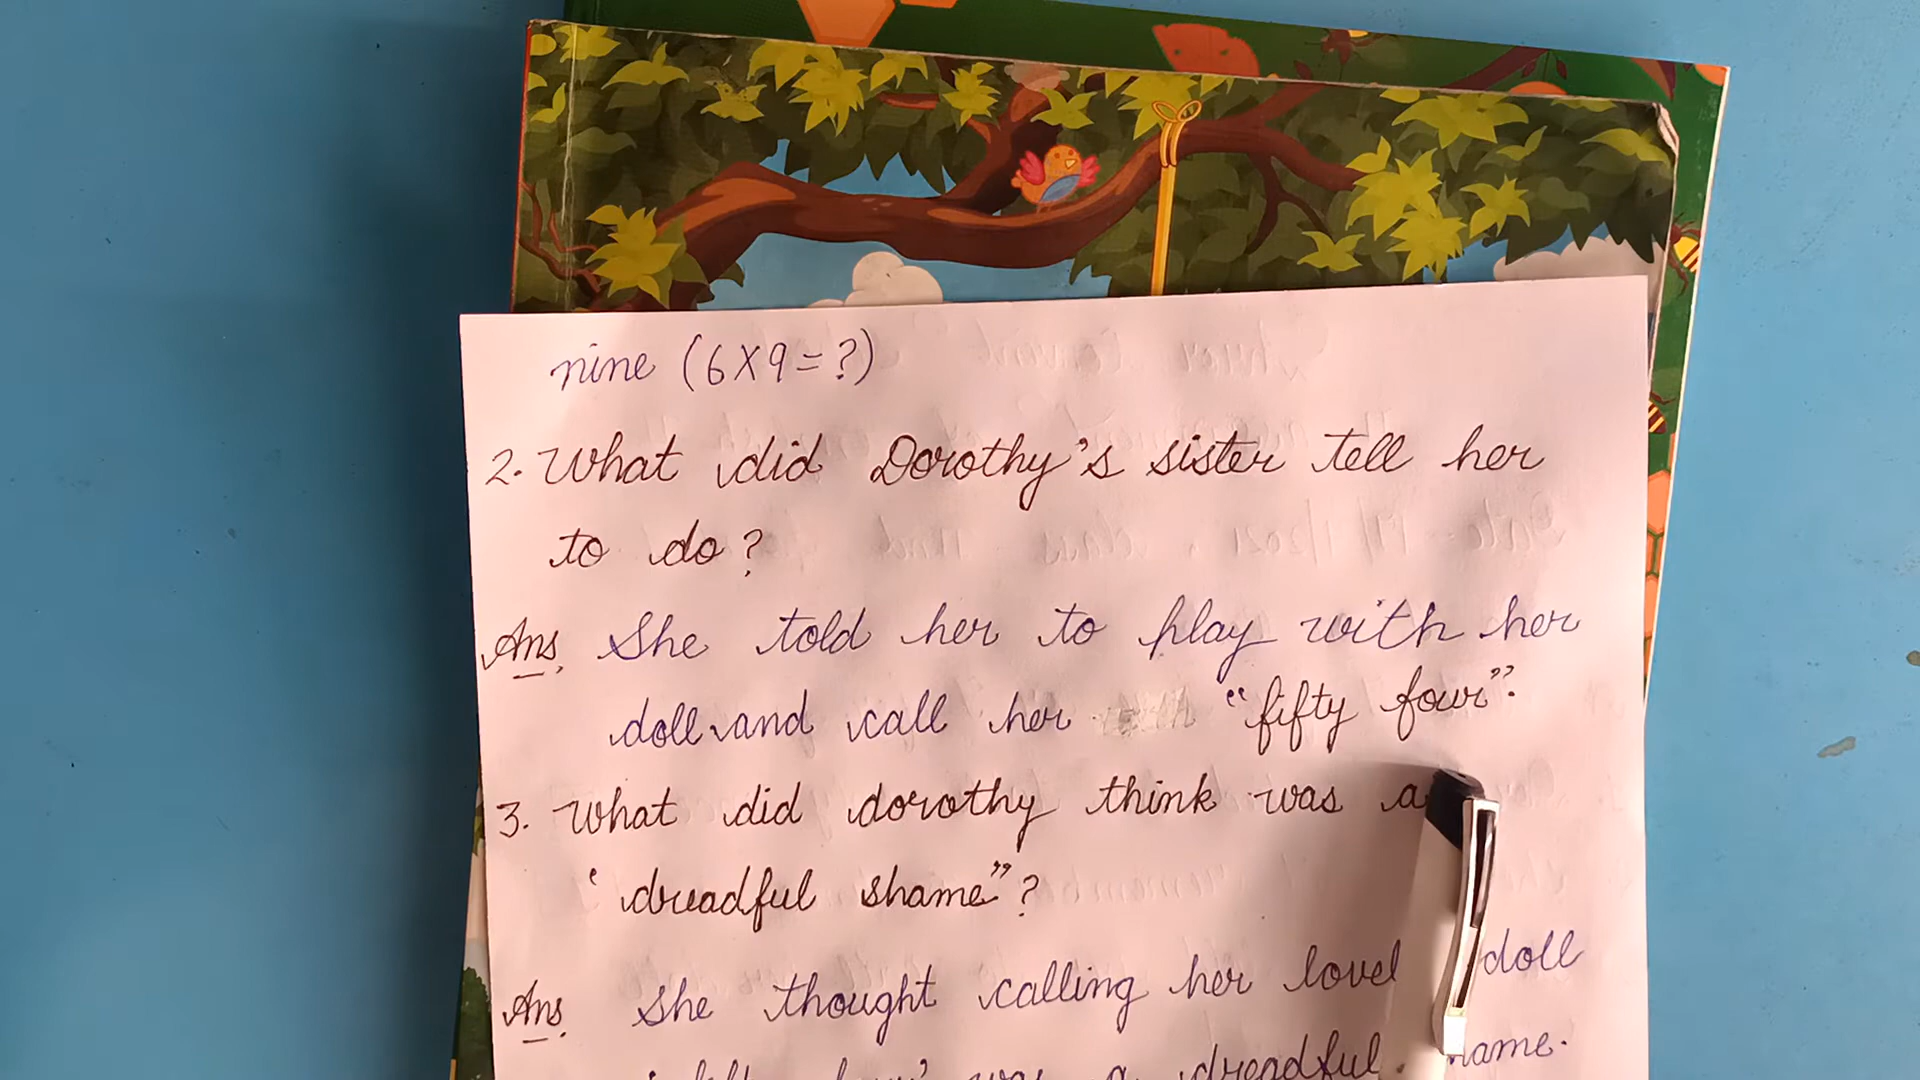 nine (6X9=?)
2. What did Dorothy's sister tell her
to do?
Ans. She told her to play with her
doll and call her "fifty four".
3. What did dorothy think was a
' dreadful shame"?
Ans. She thought calling her lovel doll
was a dreadful name.